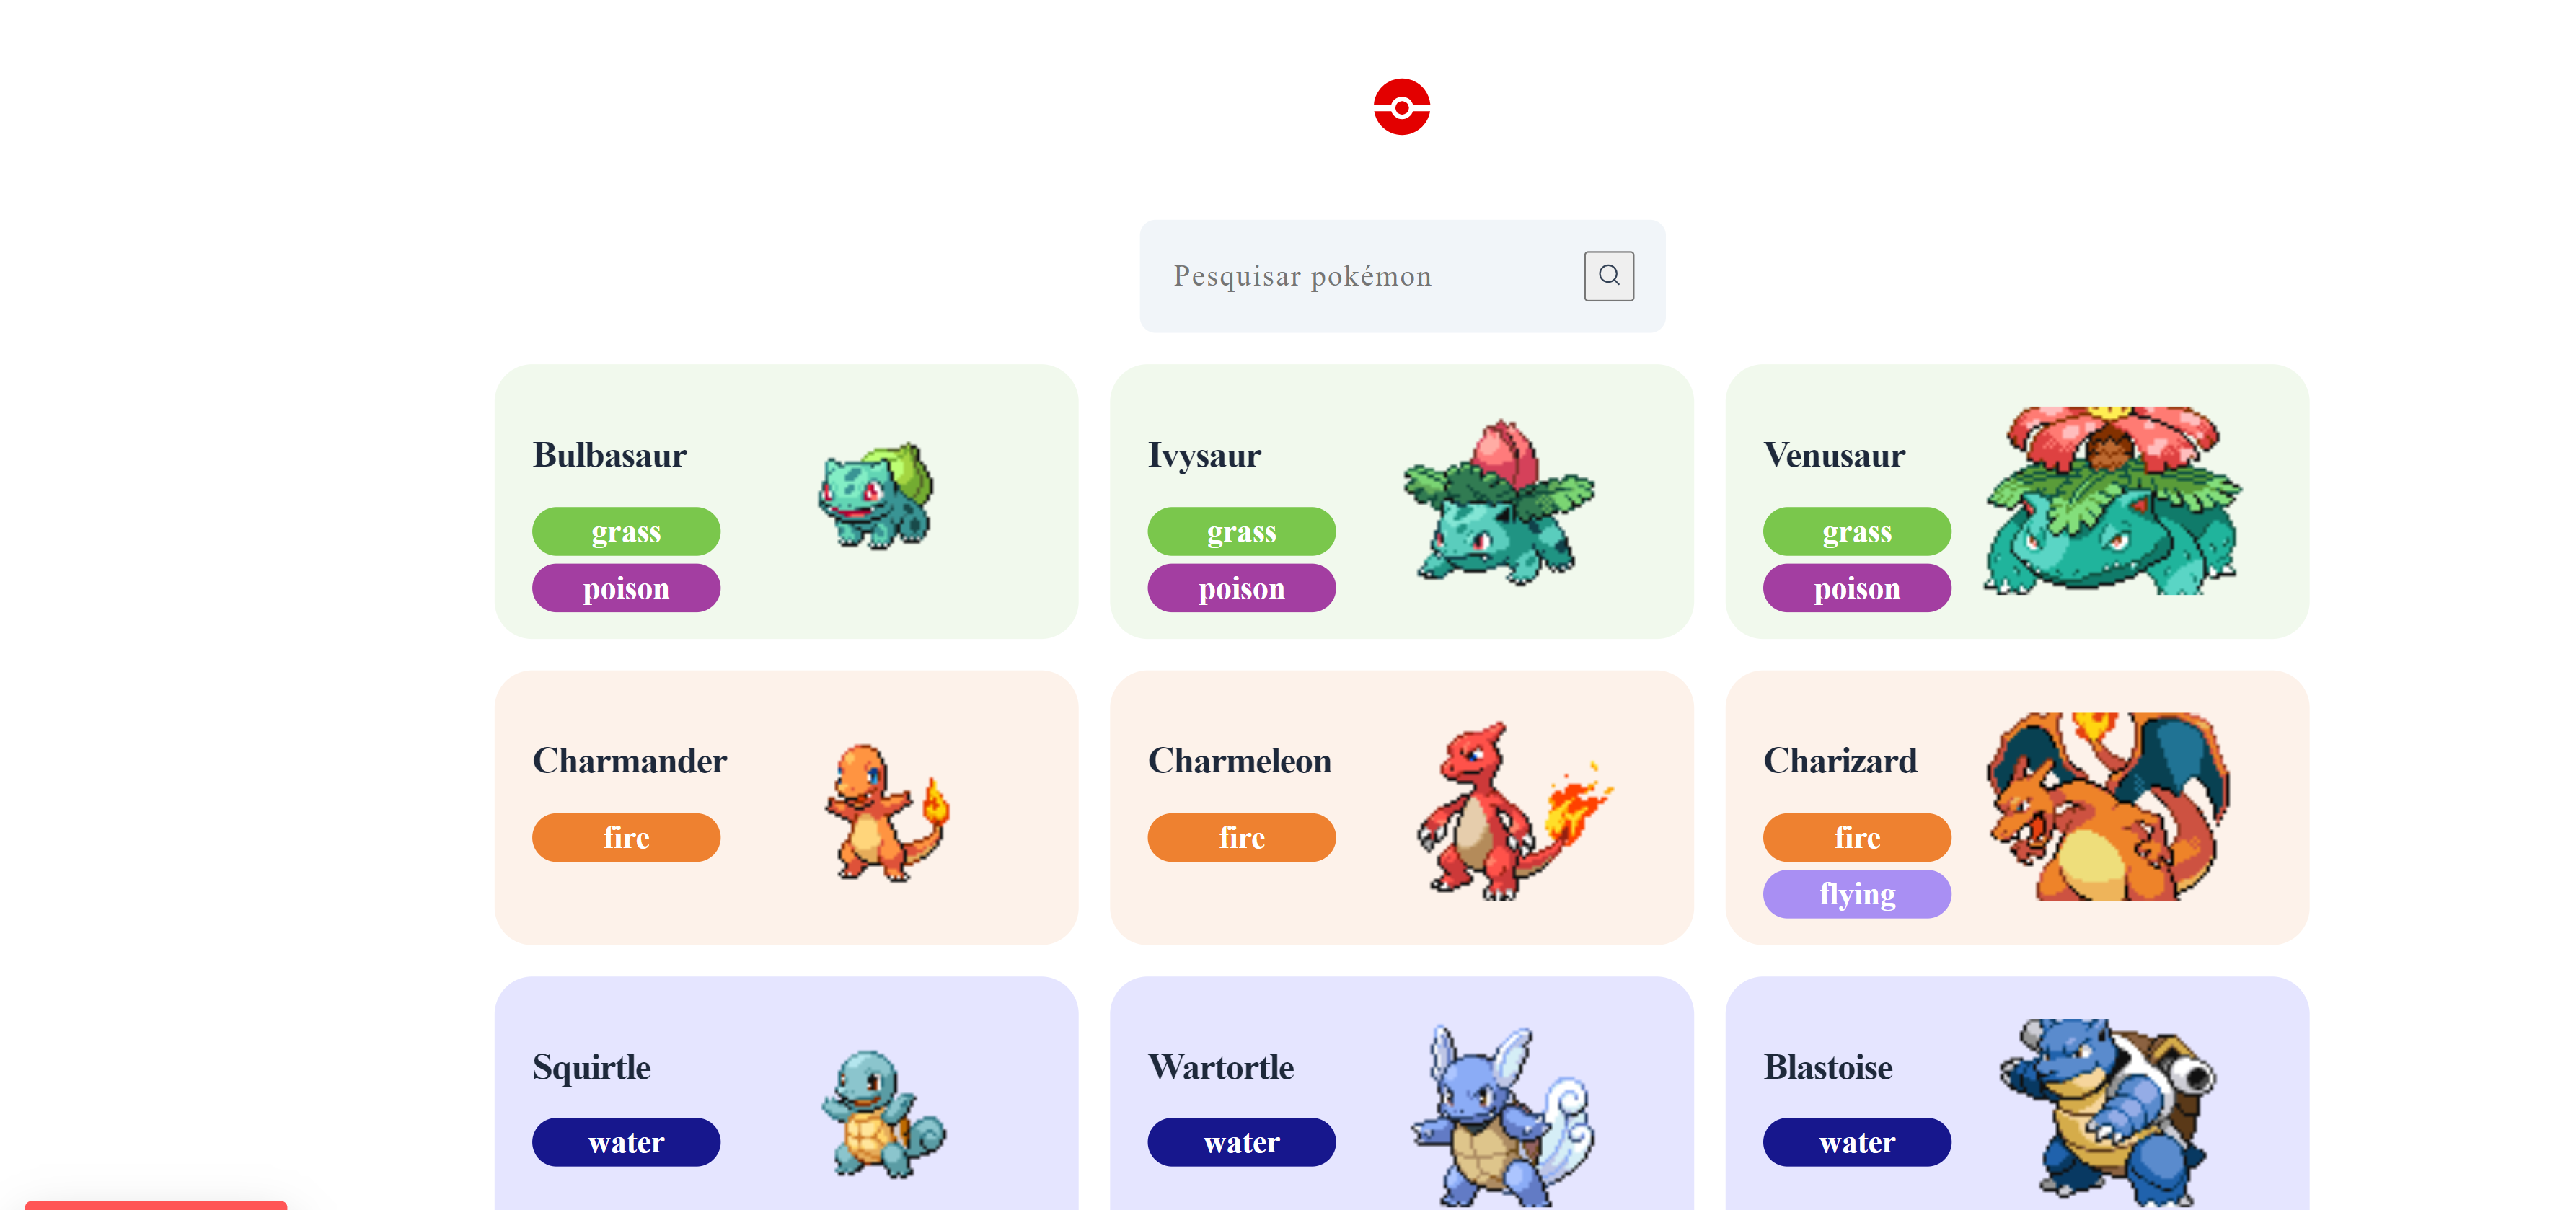 Pesquisar pokémon
Bulbasaur
grass
poison
Ivysaur
grass
poison
Venusaur
grass
poison
Charmander
fire
Charmeleon
fire
Charizard
fire
flying
Squirtle
water
Wartortle
water
Blastoise
water